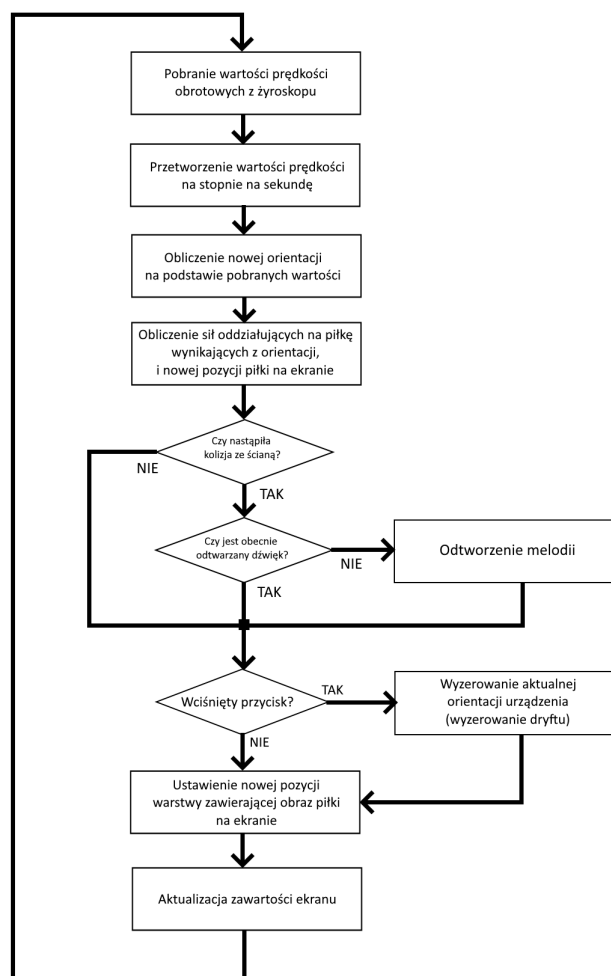 Pobranie wartości prędkości
obrotowych z żyroskopu
Przetworzenie wartości prędkości
na stopnie na sekundę
Obliczenie nowej orientacji
na podstawie pobranych wartości
Obliczenie sił oddziałujących na piłkę
wynikających z orientacji,
i nowej pozycji piłki na ekranie
Czy nastąpiła
kolizja ze ścianą?
NIE
TAK
Czy jest obecnie
odtwarzany dźwięk?
NIE
Odtworzenie melodii
TAK
Wciśnięty przycisk?
TAK
Wyzerowanie aktualnej
orientacji urządzenia
(wyzerowanie dryftu)
NIE
Ustawienie nowej pozycji
warstwy zawierającej obraz piłki
na ekranie
Aktualizacja zawartości ekranu